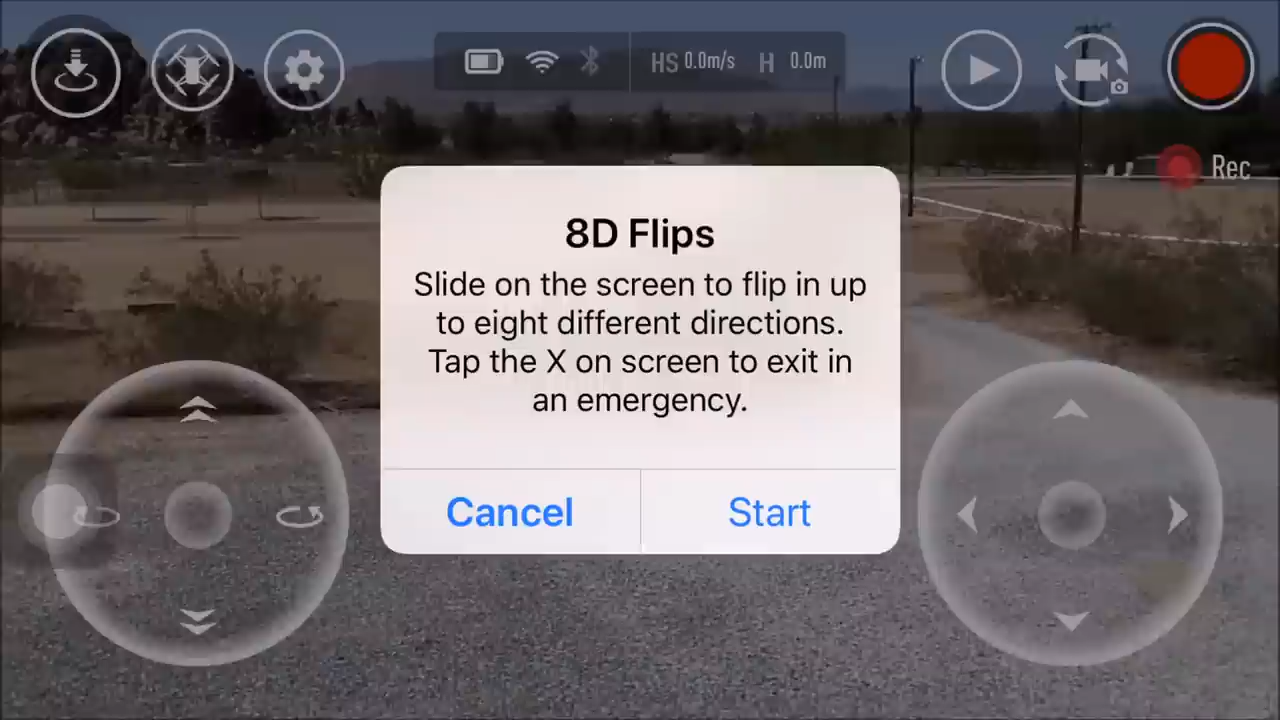 HS 0.0m/s H 0.0m
Rec
8D Flips
Slide on the screen to flip in up
to eight different directions.
Tap the X on screen to exit in
an emergency.
Cancel Start